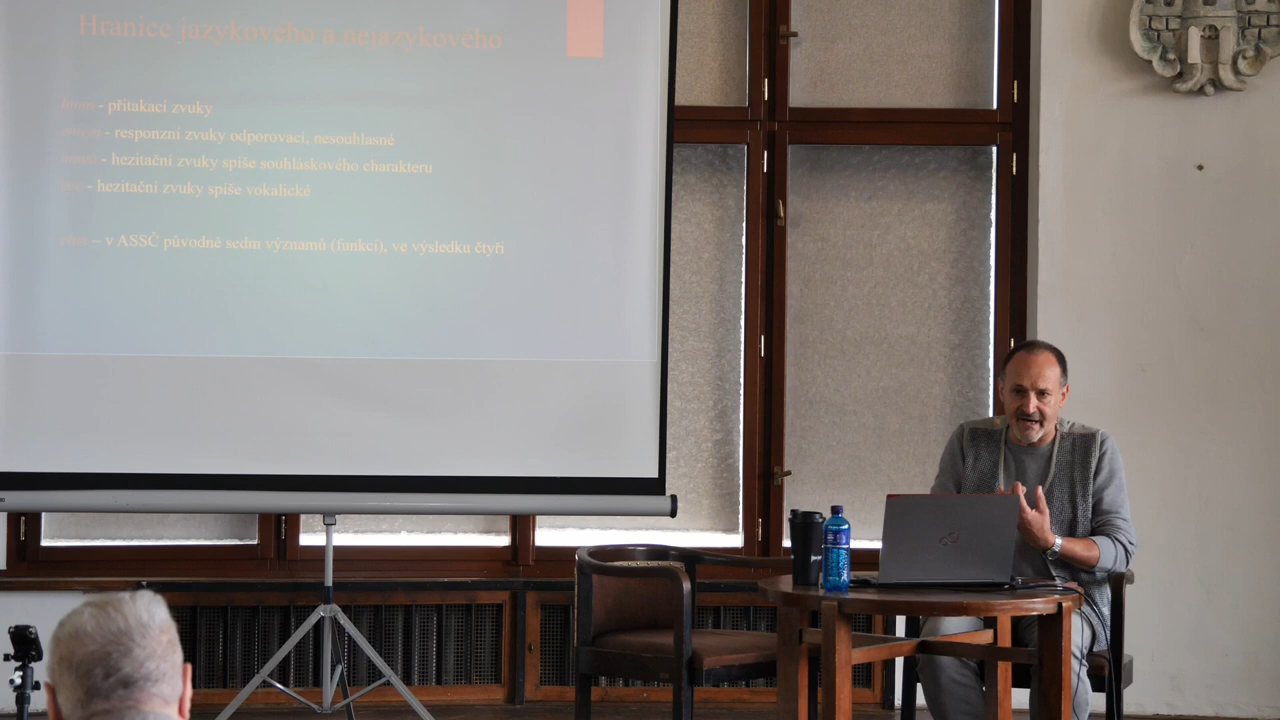 Hranice jazykového a nejazykového
- přitakací zvuky
- responzní zvuky odporovací, nesouhlasné
- hezitační zvuky spíše souhláskového charakteru
- hezitační zvuky spíše vokalické
– v ASSČ původně sedm významů (funkcí), ve výsledku čtyři